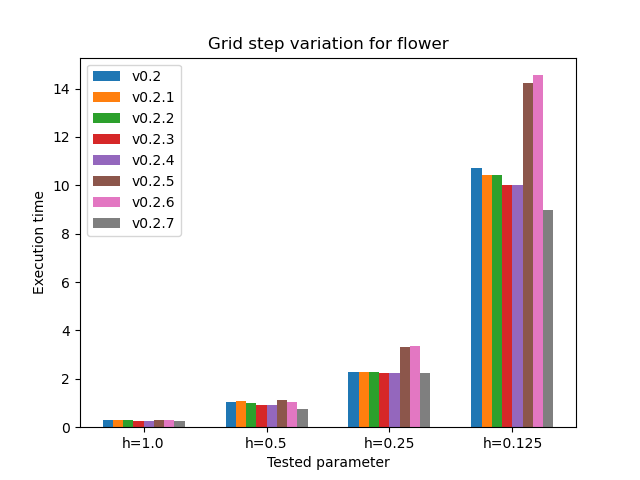 Grid step variation for flower
v0.2
v0.2.1
v0.2.2
v0.2.3
v0.2.4
v0.2.5
v0.2.6
v0.2.7
Execution time
14
12
10
8
6
4
2
0
h=1.0 h=0.5 h=0.25 h=0.125
Tested parameter